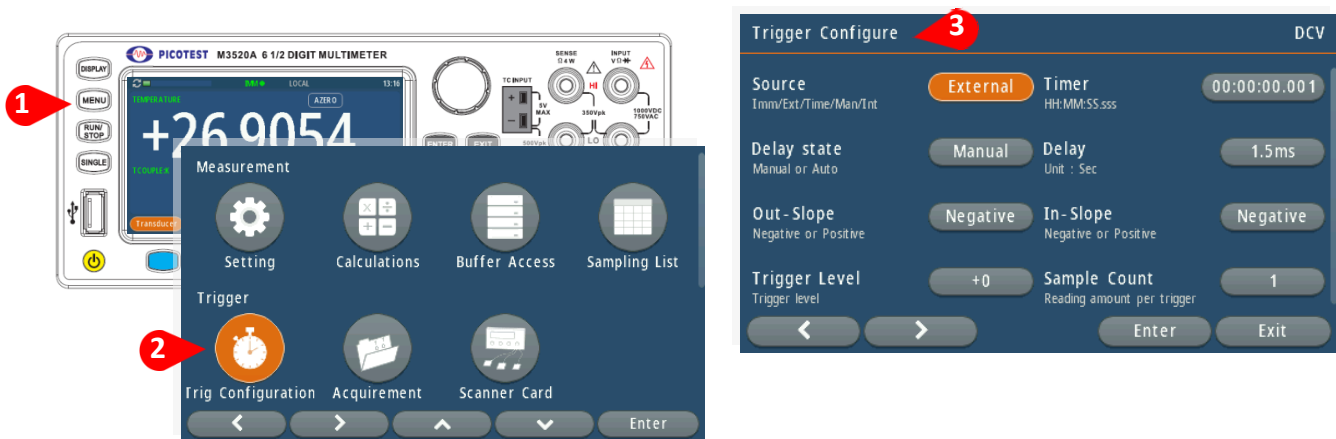 PICOTEST M3520A 6 1/2 DIGIT MULTIMETER
DISPLAY
MENU
RUN/
STOP
SINGLE
1
IMM
LOCAL
13:16
TEMPERATURE
AZERO
+26.9054
TCOUPLE:K
Transducer
SENSE
Ω 4 W
INPUT
V Ω
TC INPUT
HI
5V
MAX
350Vpk
1000VDC
750VAC
LO
500Vpk
ENTER
EXIT
Measurement
Setting
Calculations
Buffer Access
Sampling List
Trigger
2
Trig Configuration
Acquirement
Scanner Card
Enter
Trigger Configure
3
DCV
Source
Imm/Ext/Time/Man/Int
External
Timer
HH:MM:SS.sss
00:00:00.001
Delay state
Manual or Auto
Manual
Delay
Unit : Sec
1.5ms
Out-Slope
Negative or Positive
Negative
In-Slope
Negative or Positive
Negative
Trigger Level
Trigger level
+0
Sample Count
Reading amount per trigger
1
Enter
Exit